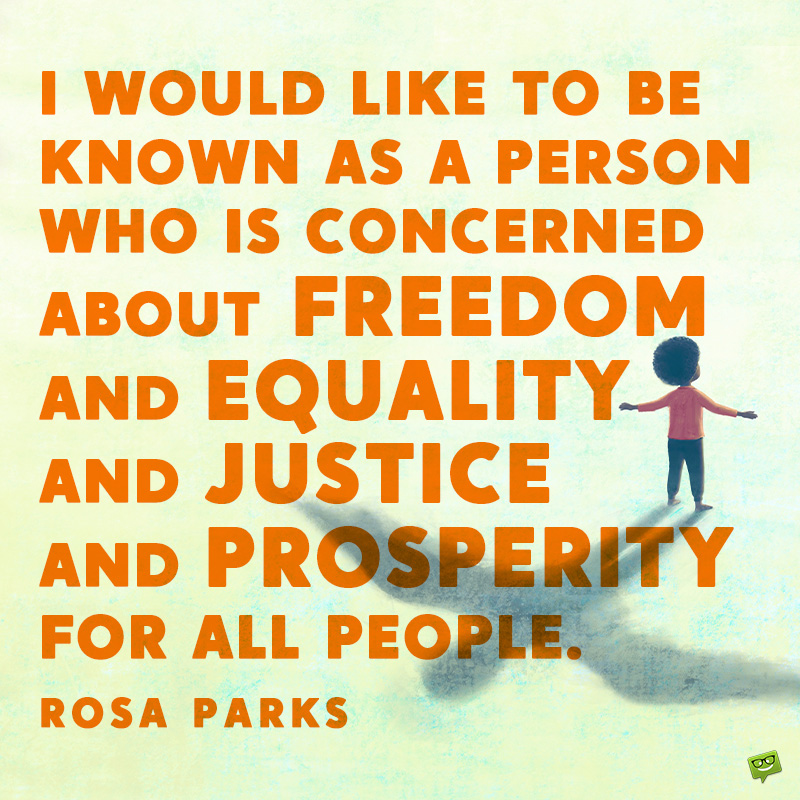 I WOULD LIKE TO BE
KNOWN AS A PERSON
WHO IS CONCERNED
ABOUT FREEDOM
AND EQUALITY
AND JUSTICE
AND PROSPERITY
FOR ALL PEOPLE.
ROSA PARKS